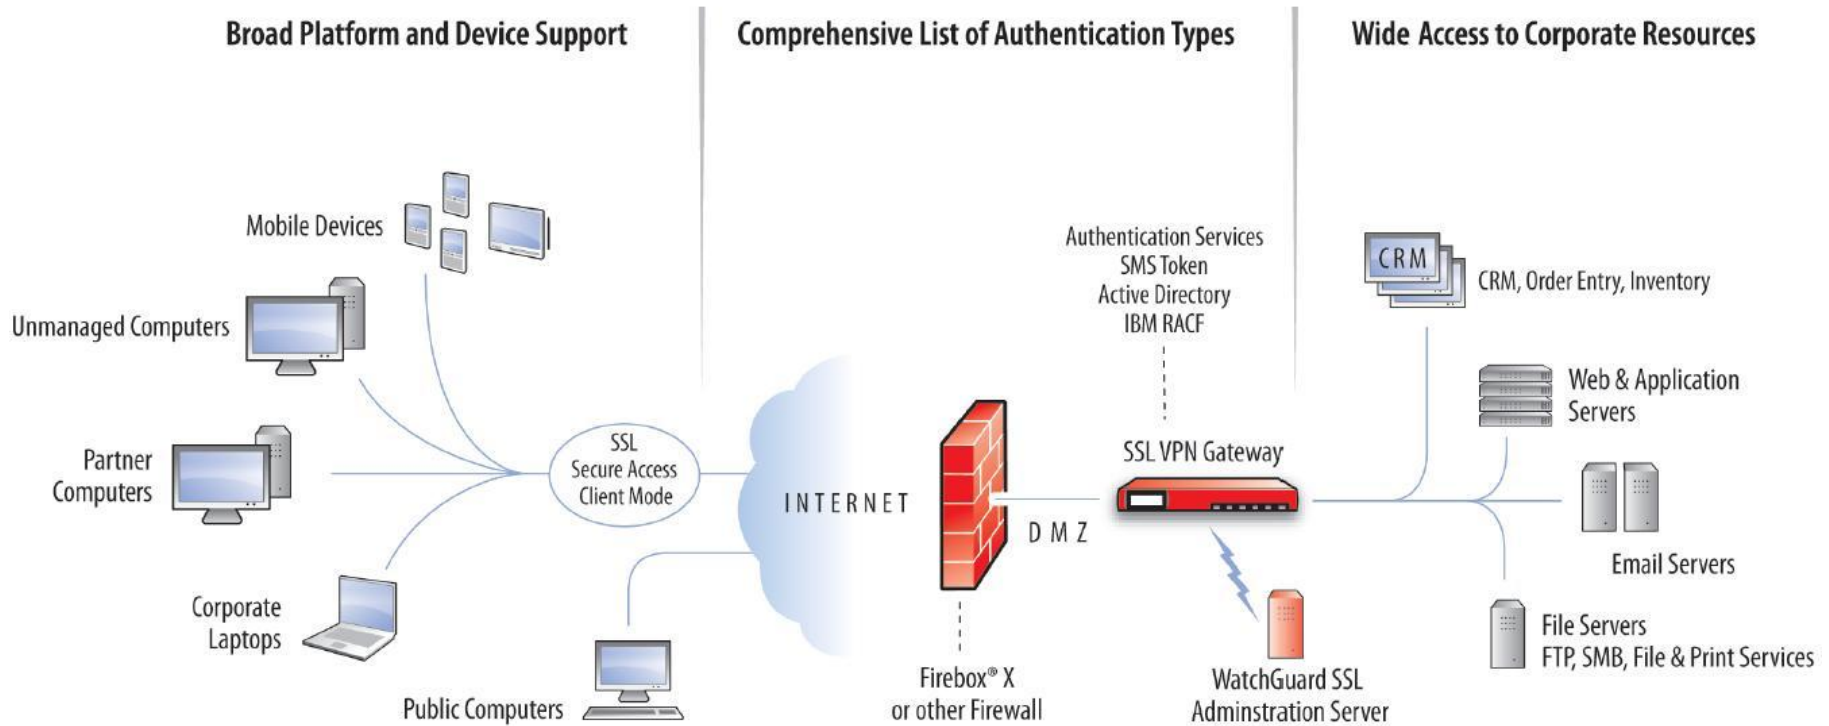 Broad Platform and Device Support
Comprehensive List of Authentication Types
Wide Access to Corporate Resources
Mobile Devices
Unmanaged Computers
Partner
Computers
Corporate
Laptops
Public Computers
SSL
Secure Access
Client Mode
INTERNET
Firebox® X
or other Firewall
DMZ
Authentication Services
SMS Token
Active Directory
IBM RACF
SSL VPN Gateway
WatchGuard SSL
Adminstration Server
CRM
CRM, Order Entry, Inventory
Web & Application
Servers
Email Servers
File Servers
FTP, SMB, File & Print Services